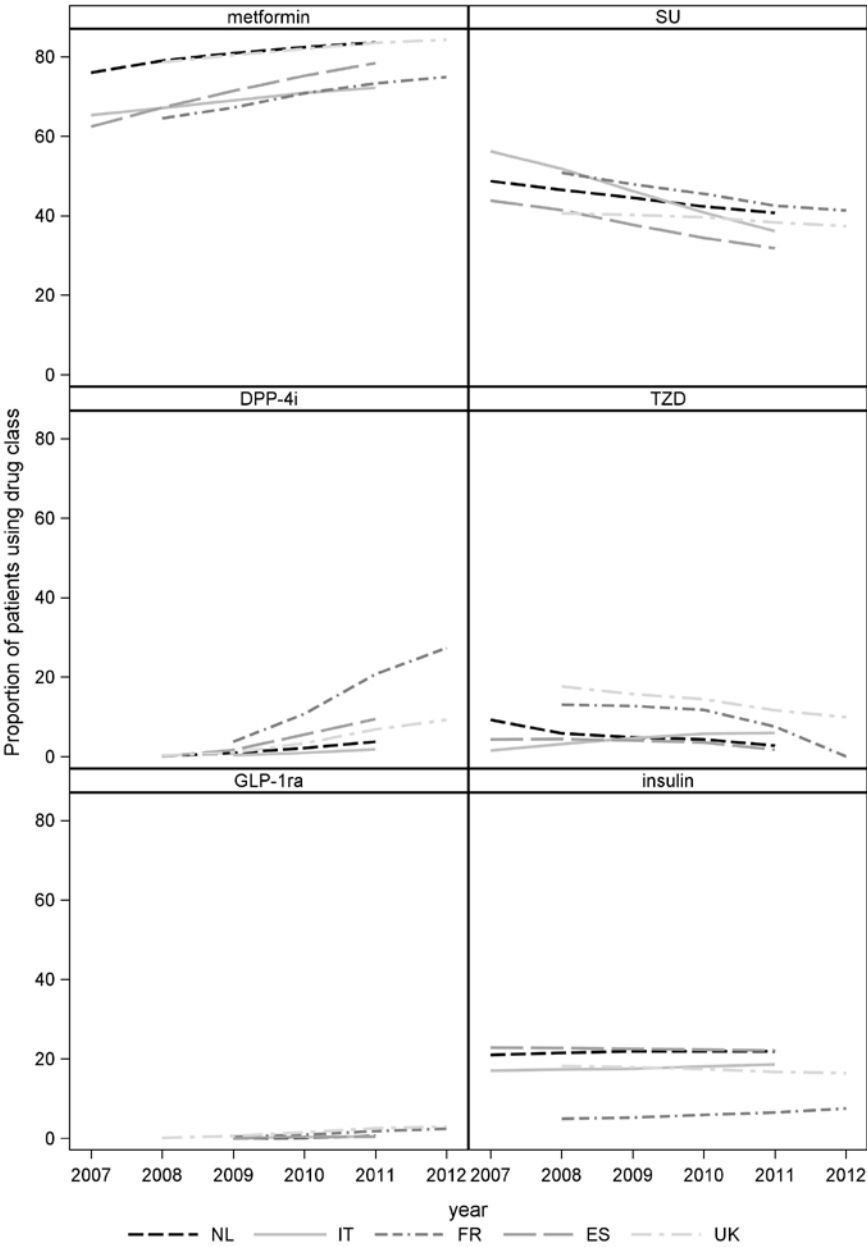 metformin SU
80
60
40
20
0
DPP-4i TZD
80
60
40
20
0
GLP-1ra insulin
80
60
40
20
0
Proportion of patients using drug class
2007 2008 2009 2010 2011 2012 2007 2008 2009 2010 2011 2012
year
NL IT FR ES UK